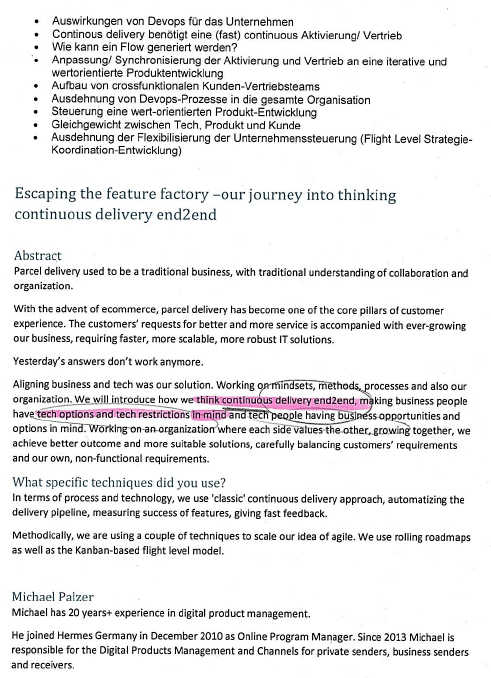 • Auswirkungen von Devops für das Unternehmen
• Continous delivery benötigt eine (fast) continuous Aktivierung/ Vertrieb
• Wie kann ein Flow generiert werden?
• Anpassung/ Synchronisierung der Aktivierung und Vertrieb an eine iterative und
wertorientierte Produktentwicklung
• Aufbau von crossfunktionalen Kunden-Vertriebsteams
• Ausdehnung von Devops-Prozesse in die gesamte Organisation
• Steuerung eine wert-orientierten Produkt-Entwicklung
• Gleichgewicht zwischen Tech, Produkt und Kunde
• Ausdehnung der Flexibilisierung der Unternehmenssteuerung (Flight Level Strategie-
Koordination-Entwicklung)
Escaping the feature factory –our journey into thinking
continuous delivery end2end
Abstract
Parcel delivery used to be a traditional business, with traditional understanding of collaboration and
organization.
With the advent of ecommerce, parcel delivery has become one of the core pillars of customer
experience. The customers' requests for better and more service is accompanied with ever-growing
our business, requiring faster, more scalable, more robust IT solutions.
Yesterday's answers don't work anymore.
Aligning business and tech was our solution. Working on mindsets, methods, processes and also our
organization. We will introduce how we think continuous delivery end2end, making business people
have tech options and tech restrictions in mind and tech people having business opportunities and
options in mind. Working on an organization where each side values the other, growing together, we
achieve better outcome and more suitable solutions, carefully balancing customers' requirements
and our own, non-functional requirements.
What specific techniques did you use?
In terms of process and technology, we use 'classic' continuous delivery approach, automatizing the
delivery pipeline, measuring success of features, giving fast feedback.
Methodically, we are using a couple of techniques to scale our idea of agile. We use rolling roadmaps
as well as the Kanban-based flight level model.
Michael Palzer
Michael has 20 years+ experience in digital product management.
He joined Hermes Germany in December 2010 as Online Program Manager. Since 2013 Michael is
responsible for the Digital Products Management and Channels for private senders, business senders
and receivers.